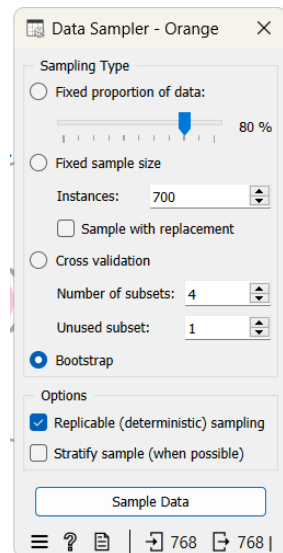 Data Sampler - Orange
Sampling Type
Fixed proportion of data:
80 %
Fixed sample size
Instances: 700
Sample with replacement
Cross validation
Number of subsets: 4
Unused subset: 1
Bootstrap
Options
Replicable (deterministic) sampling
Stratify sample (when possible)
Sample Data
? 768 768 |